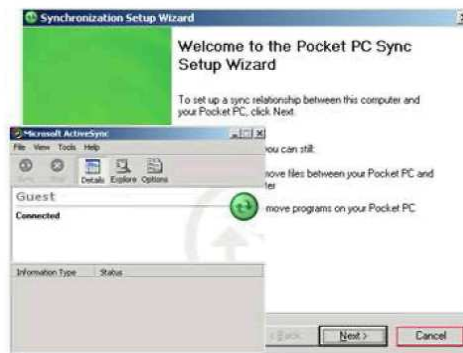 Synchronization Setup Wizard
Welcome to the Pocket PC Sync
Setup Wizard
To set up a sync relationship between this computer and
your Pocket PC, click Next.
you can still:
move files between your Pocket PC and
move programs on your Pocket PC
< Back
Next >
Cancel
Microsoft ActiveSync
File View Tools Help
Details Explore Options
Guest
Connected
Information Type Status